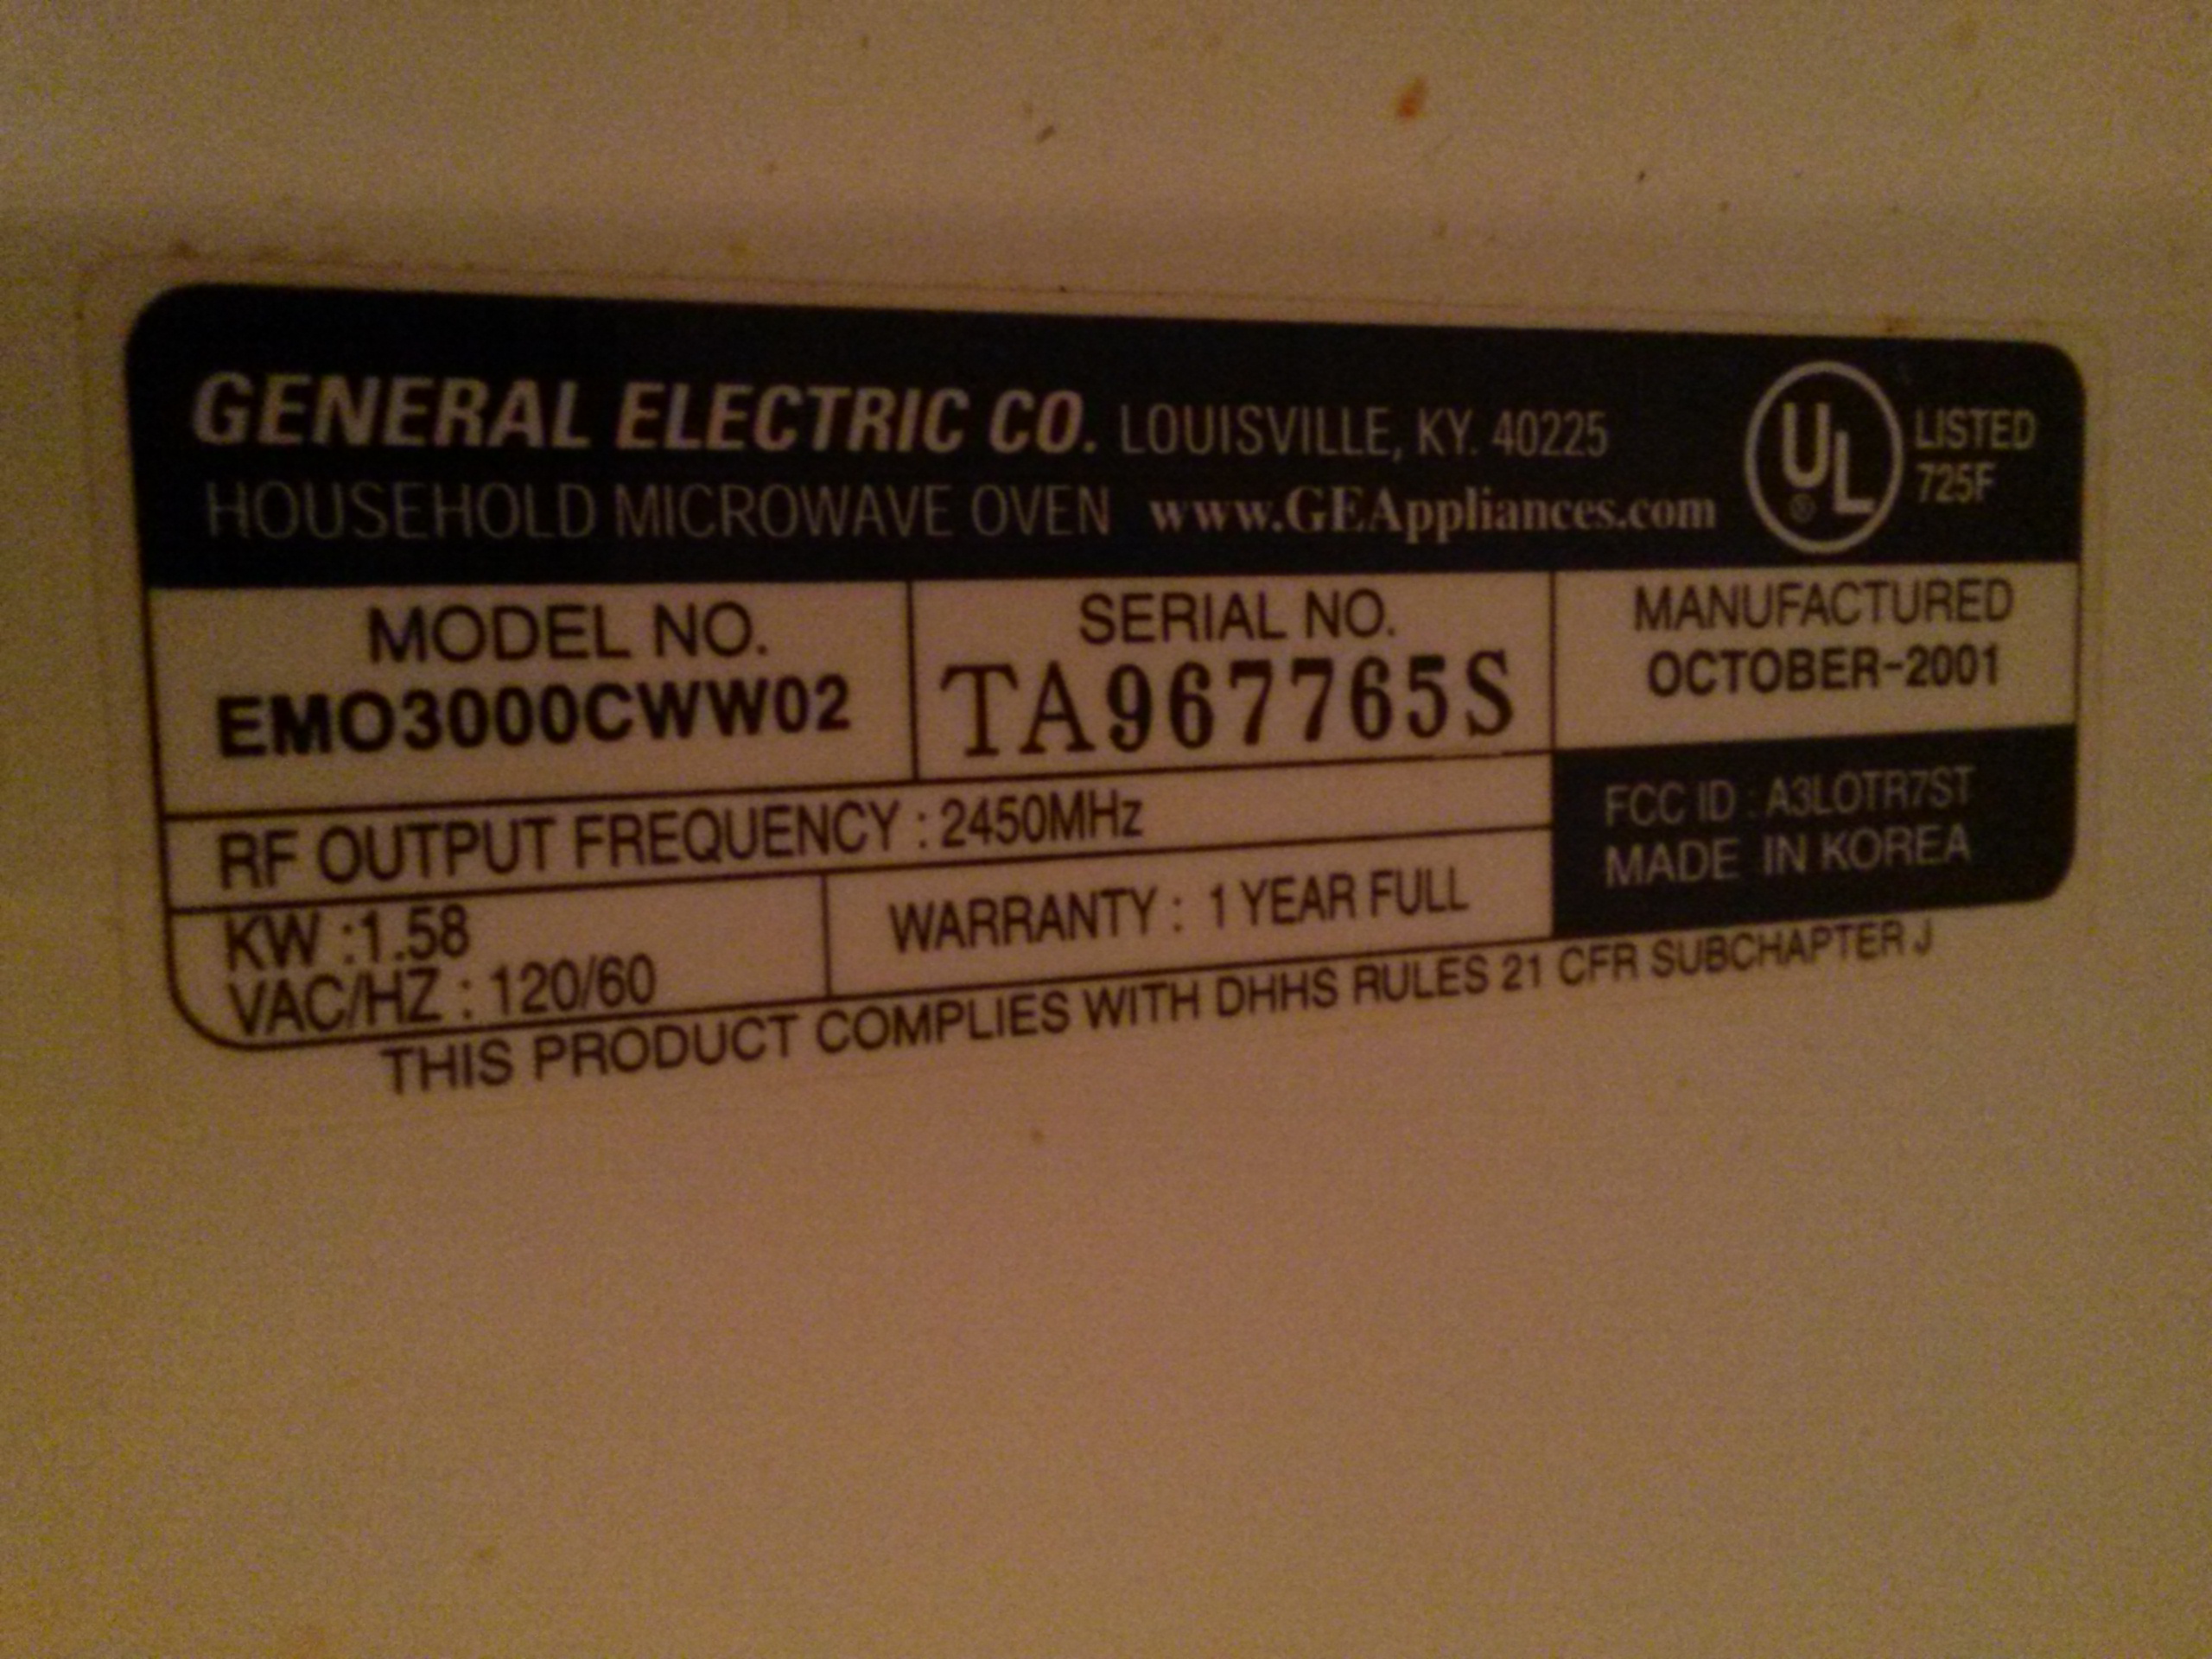 GENERAL ELECTRIC CO. LOUISVILLE, KY. 40225
HOUSEHOLD MICROWAVE OVEN www.GEAppliances.com
UL
®
LISTED
725F
MODEL NO.
EMO3000CWW02
SERIAL NO.
TA967765S
MANUFACTURED
OCTOBER-2001
RF OUTPUT FREQUENCY : 2450MHz
FCC ID : A3LOTR7ST
MADE IN KOREA
KW :1.58
VAC/HZ : 120/60
WARRANTY : 1 YEAR FULL
THIS PRODUCT COMPLIES WITH DHHS RULES 21 CFR SUBCHAPTER J